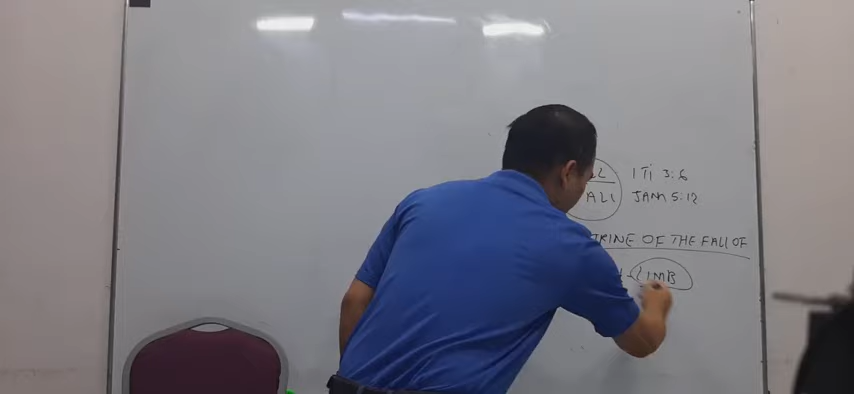 1 Ti 3:6
JAM 5:12
TRINE OF THE FALL OF
LIMB